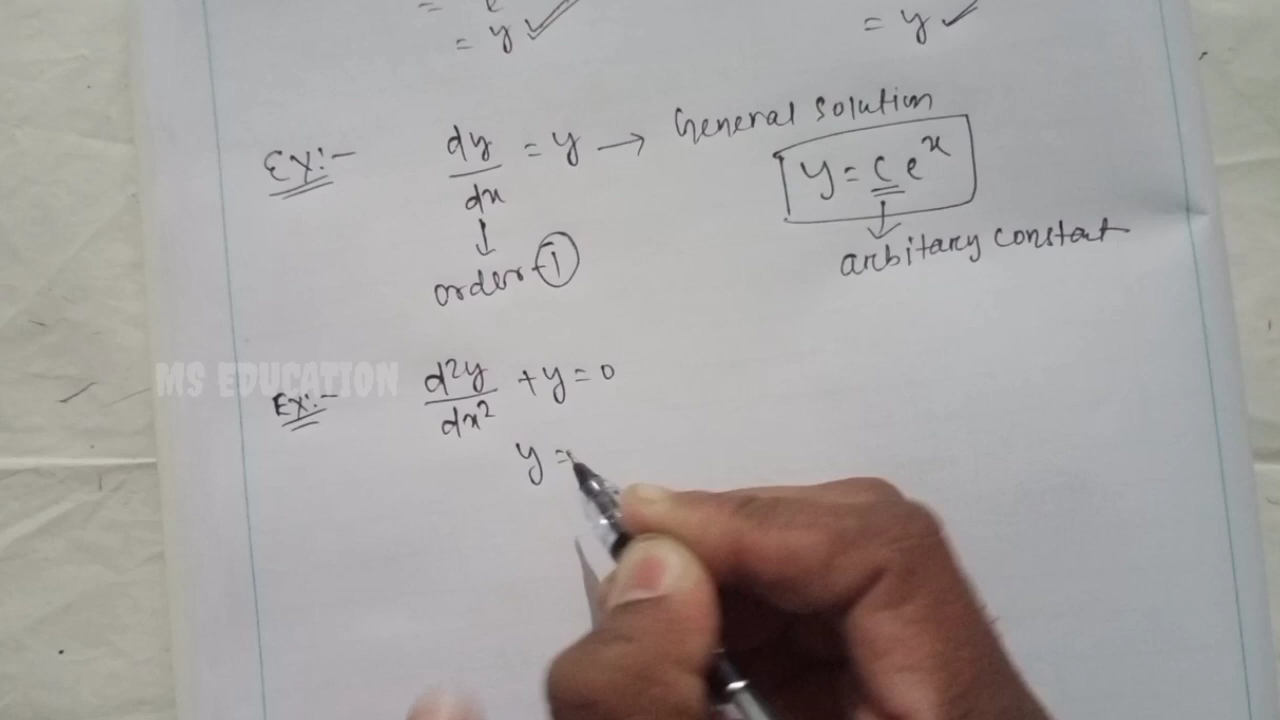 = e
= y
= y
Ex:-
dy/dx = y → General solution
y = c e^x
order-1
arbitary constat
MS EDUCATION
Ex:-
d²y/dx² + y = 0
y =